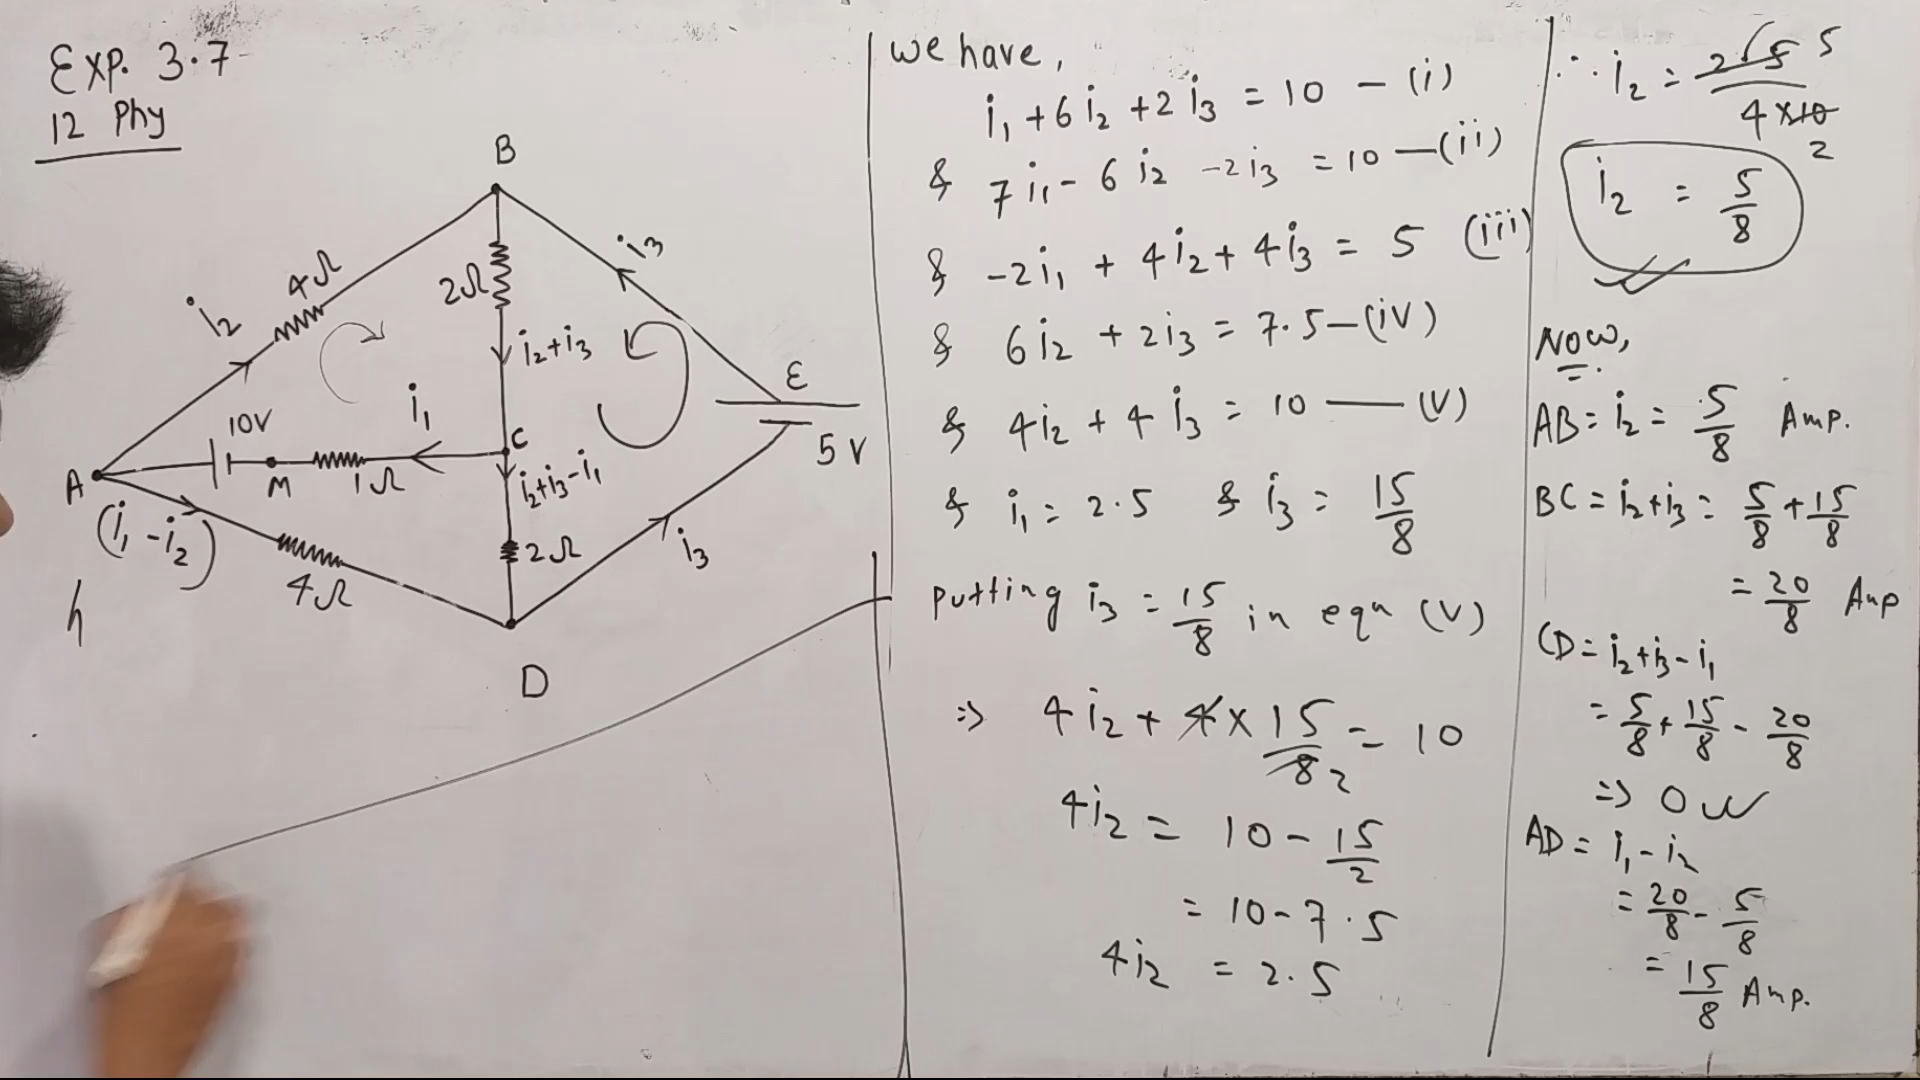 Exp. 3.7
12 Phy
B
i₂
4Ω
2Ω
i₃
i₂+i₃
E
5 V
10V
i₁
C
A
M
1Ω
i₂+i₃-i₁
(i₁-i₂)
4Ω
2Ω
i₃
D
we have,
i₁ + 6i₂ + 2i₃ = 10 - (i)
& 7i₁ - 6i₂ - 2i₃ = 10 — (ii)
& -2i₁ + 4i₂ + 4i₃ = 5 (iii)
& 6i₂ + 2i₃ = 7.5 - (iv)
& 4i₂ + 4i₃ = 10 — (V)
& i₁ = 2.5 & i₃ = 15/8
putting i₃ = 15/8 in eqn (V)
=> 4i₂ + 4 x 15/8 2 = 10
4i₂ = 10 - 15/2
= 10 - 7.5
4i₂ = 2.5
∴ i₂ = 25 5 / 4x10 2
i₂ = 5/8
Now,
AB = i₂ = 5/8 Amp.
BC = i₂+i₃ = 5/8 + 15/8
= 20/8 Amp
CD = i₂+i₃-i₁
= 5/8 + 15/8 - 20/8
=> 0
AD = i₁ - i₂
= 20/8 - 5/8
= 15/8 Amp.